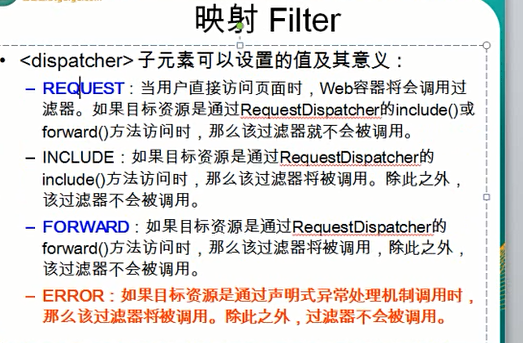 映射 Filter
• <dispatcher> 子元素可以设置的值及其意义：
– REQUEST：当用户直接访问页面时，Web容器将会调用过
滤器。如果目标资源是通过RequestDispatcher的include()或
forward()方法访问时，那么该过滤器就不会被调用。
– INCLUDE：如果目标资源是通过RequestDispatcher的
include()方法访问时，那么该过滤器将被调用。除此之外，
该过滤器不会被调用。
– FORWARD：如果目标资源是通过RequestDispatcher的
forward()方法访问时，那么该过滤器将被调用，除此之外，
该过滤器不会被调用。
– ERROR：如果目标资源是通过声明式异常处理机制调用时，
那么该过滤器将被调用。除此之外，过滤器不会被调用。